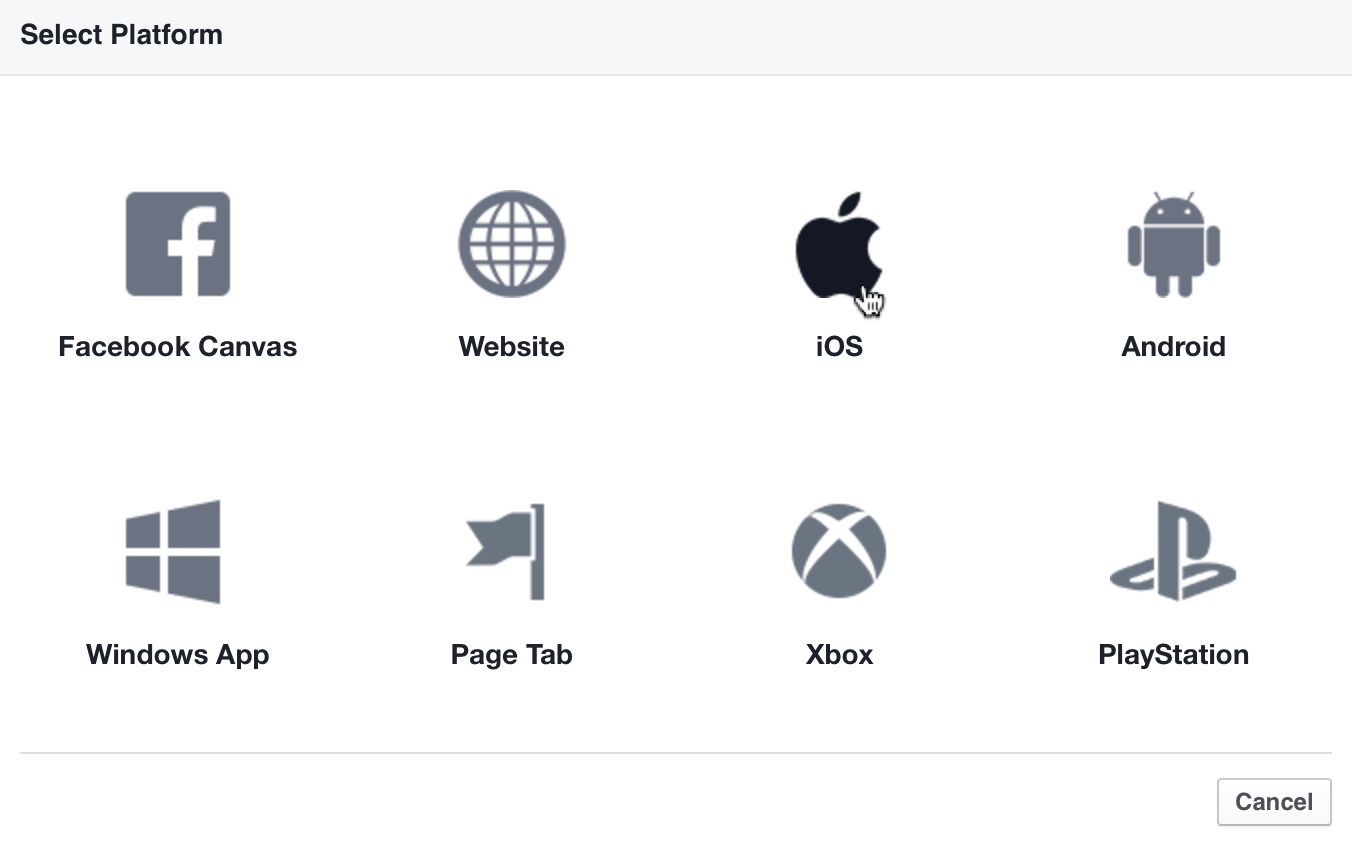 Select Platform
Facebook Canvas
Website
iOS
Android
Windows App
Page Tab
Xbox
PlayStation
Cancel